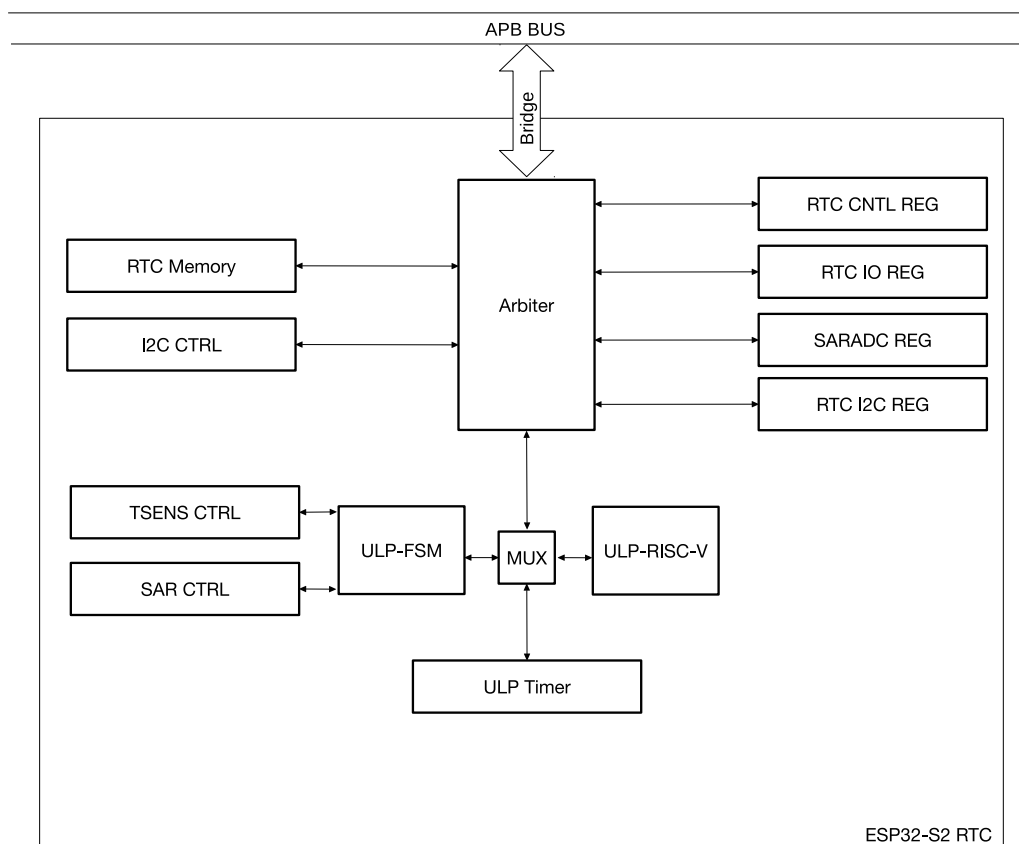 APB BUS
Bridge
RTC CNTL REG
RTC Memory
RTC IO REG
Arbiter
I2C CTRL
SARADC REG
RTC I2C REG
TSENS CTRL
ULP-FSM
MUX
ULP-RISC-V
SAR CTRL
ULP Timer
ESP32-S2 RTC